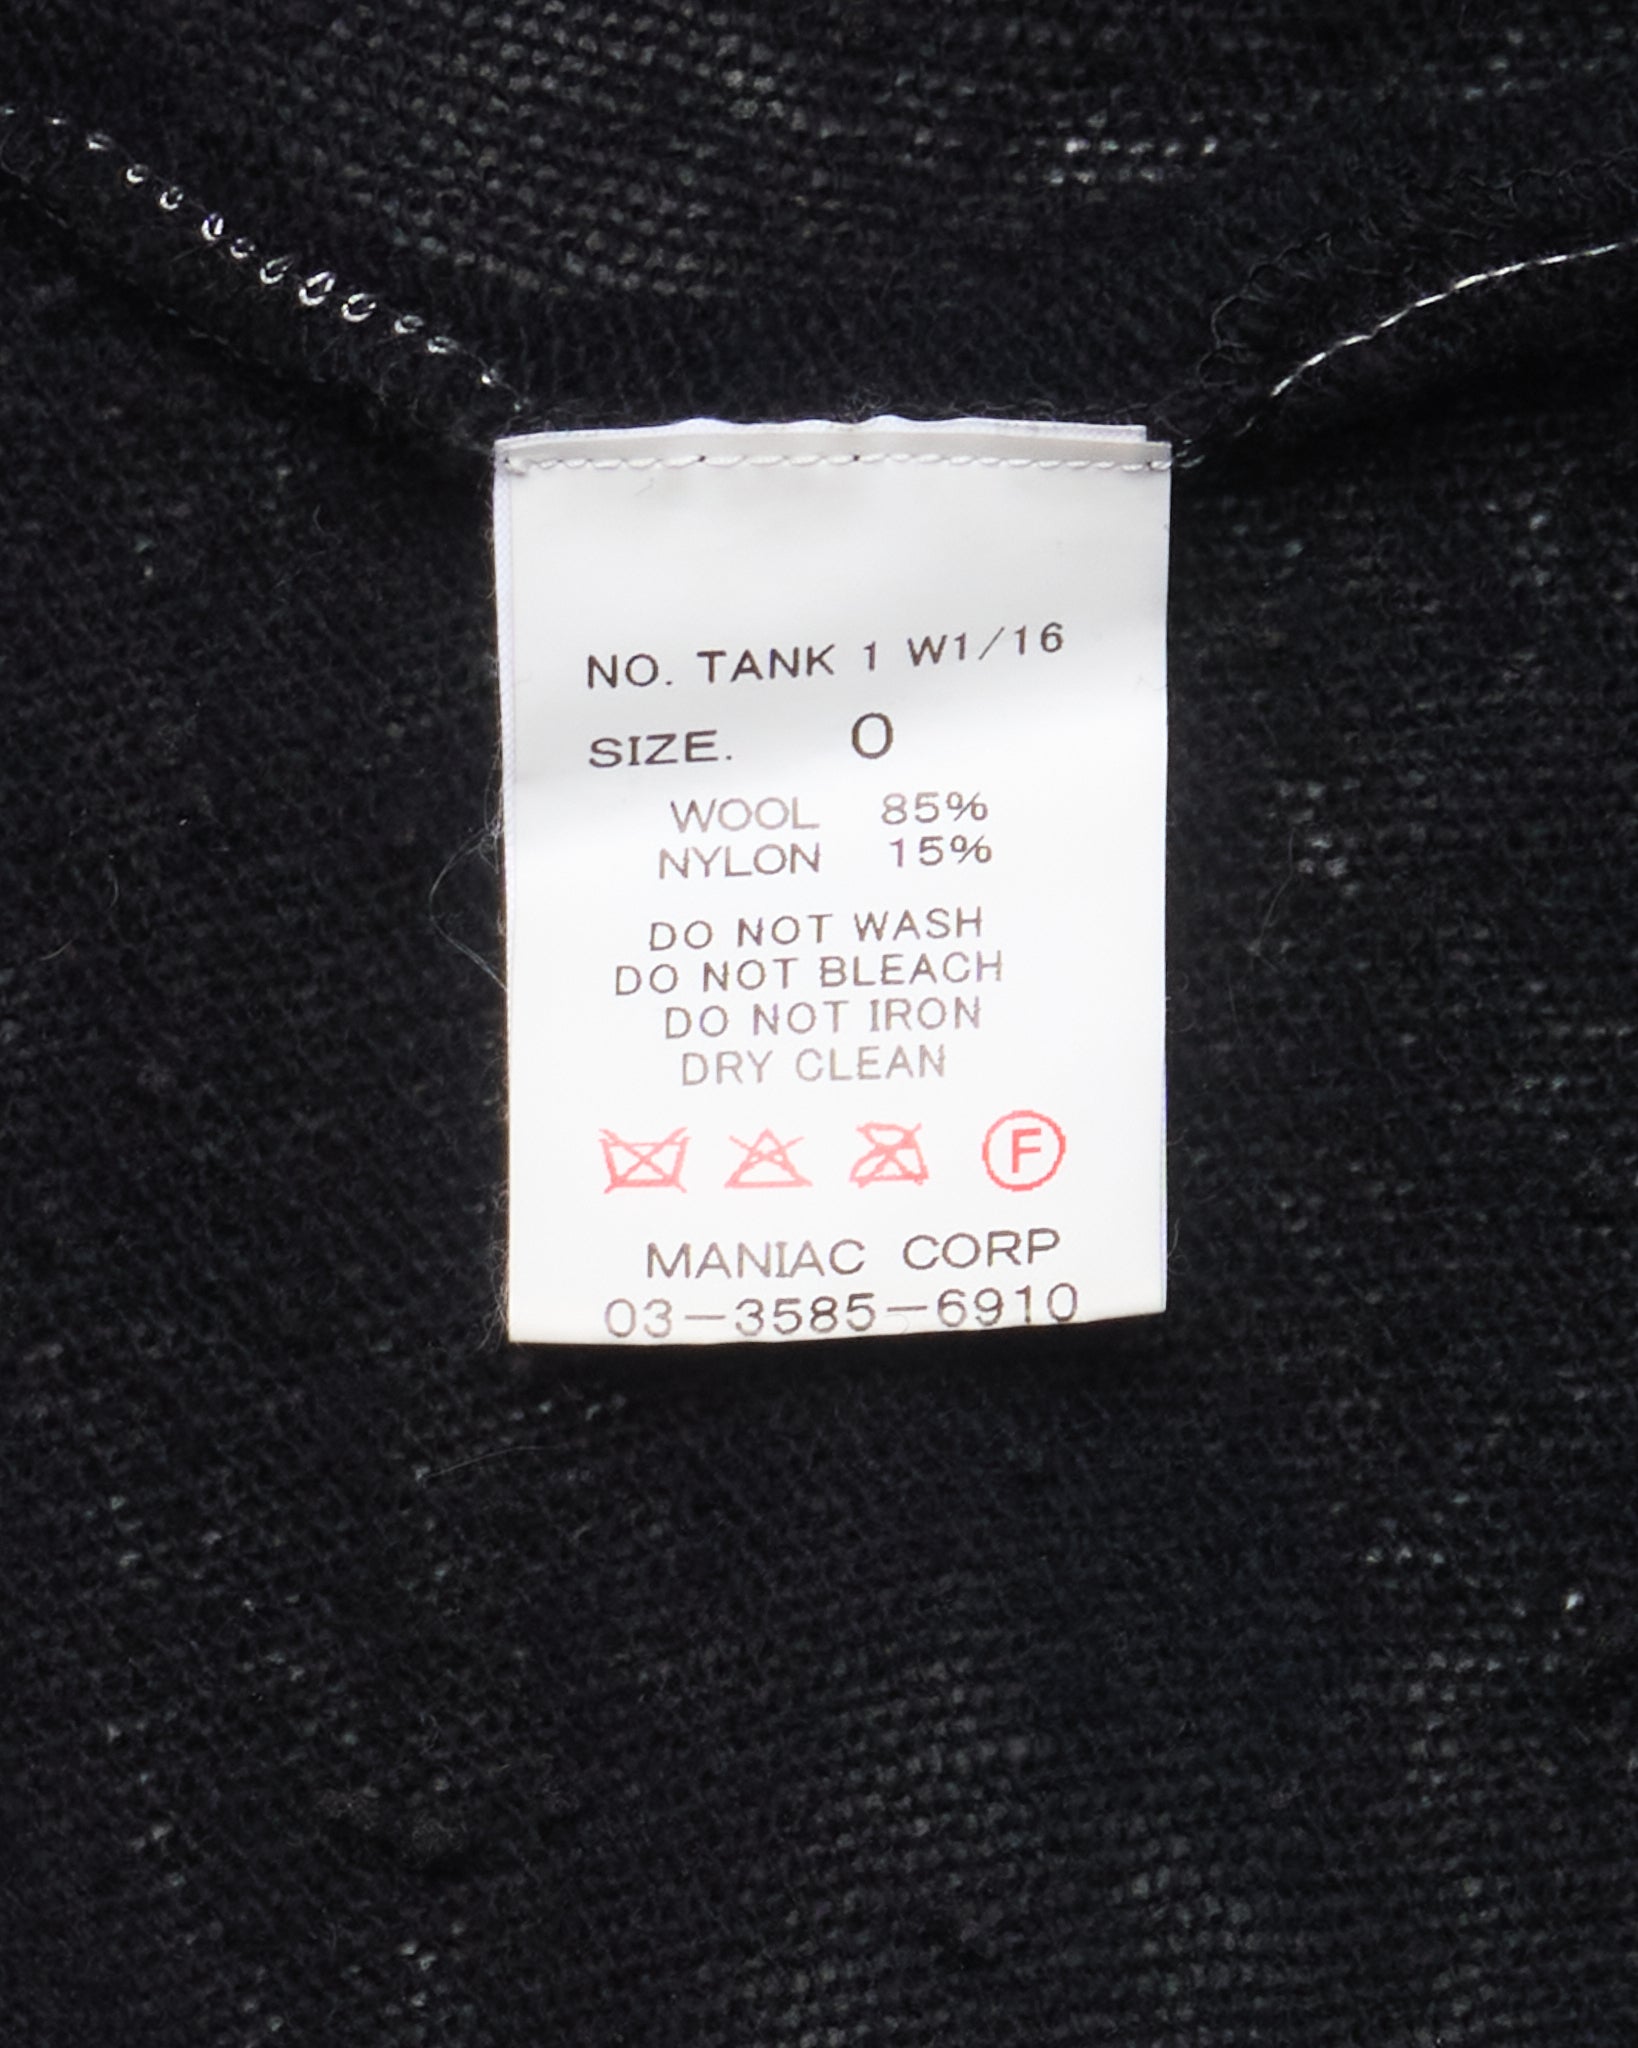 NO. TANK 1 W1/16
SIZE. 0
WOOL 85%
NYLON 15%
DO NOT WASH
DO NOT BLEACH
DO NOT IRON
DRY CLEAN
F
MANIAC CORP
03-3585-6910